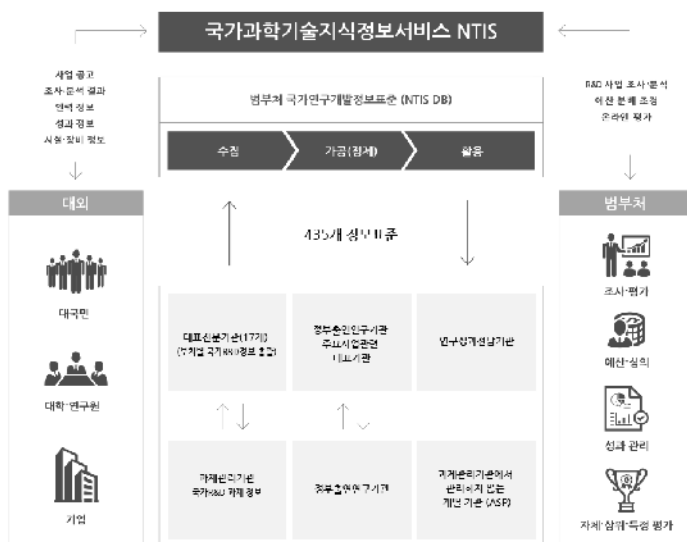 국가과학기술지식정보서비스 NTIS
사업 공고
조사·분석 결과
인력 정보
성과 정보
시설·장비 정보
범부처 국가연구개발정보표준 (NTIS DB)
수집
가공(정제)
활용
R&D 사업 조사·분석
예산 분배 조정
온라인 평가
대외
대국민
대학·연구원
기업
435개 정보표준
대표전문기관(17개)
(부처별 국가R&D정보 총괄)
정부출연연구기관
주요사업관련
대표기관
연구성과전담기관
과제관리기관
국가R&D 과제 정보
정부출연연구기관
과제관리기관에서
관리하지 않는
개별 기관 (ASP)
범부처
조사·평가
예산·심의
성과 관리
자체·상위·특정 평가